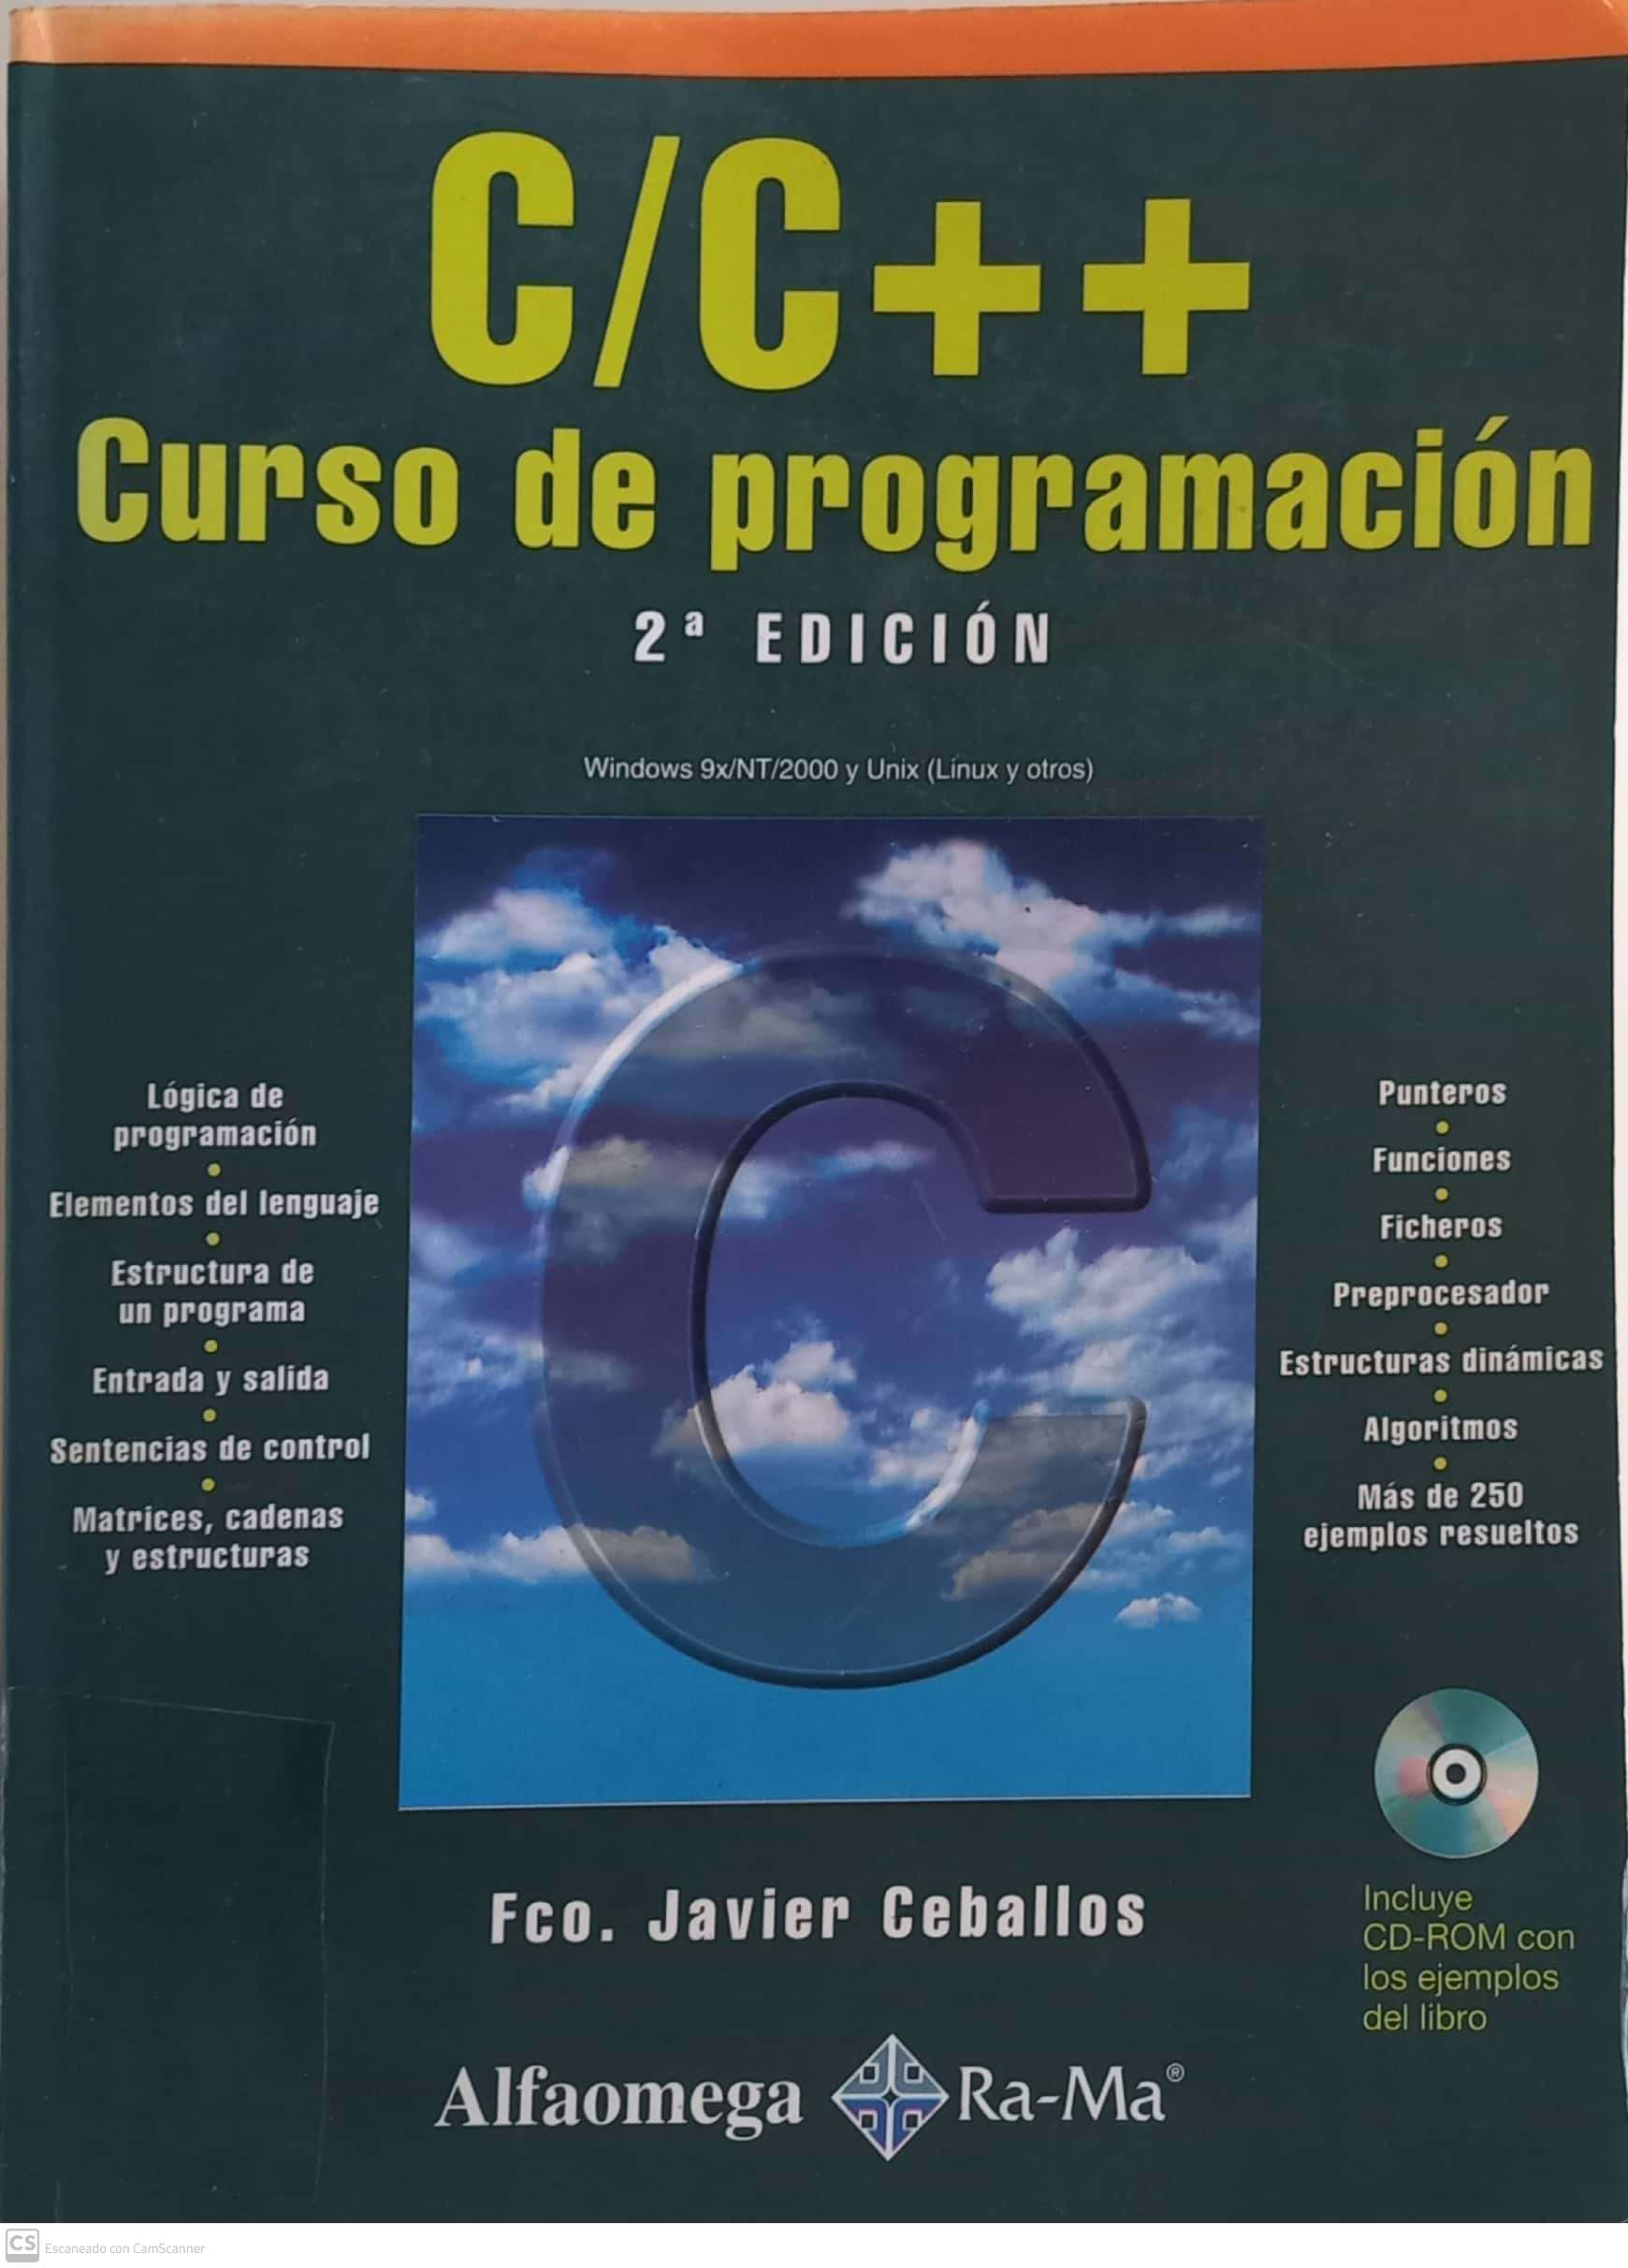 C/C++
Curso de programación
2ª EDICIÓN
Windows 9x/NT/2000 y Unix (Linux y otros)
Lógica de
programación
Elementos del lenguaje
Estructura de
un programa
Entrada y salida
Sentencias de control
Matrices, cadenas
y estructuras
C
Punteros
Funciones
Ficheros
Preprocesador
Estructuras dinámicas
Algoritmos
Más de 250
ejemplos resueltos
Incluye
CD-ROM con
los ejemplos
del libro
Fco. Javier Ceballos
Alfaomega Ra-Ma®
CS Escaneado con CamScanner